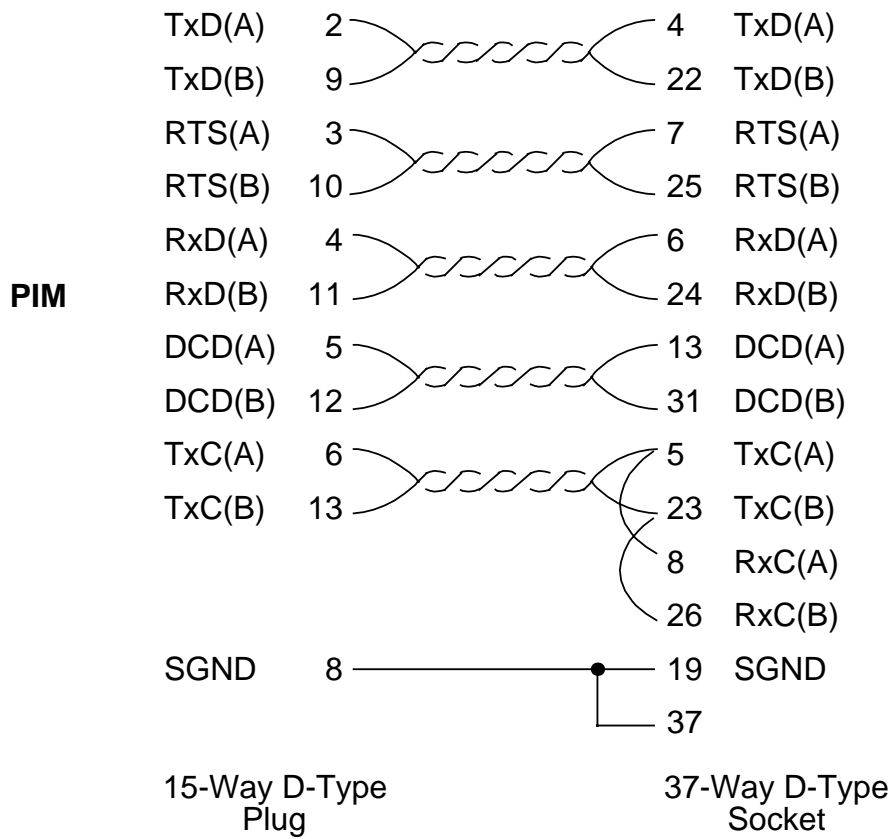 TxD(A) 2 4 TxD(A)
TxD(B) 9 22 TxD(B)
RTS(A) 3 7 RTS(A)
RTS(B) 10 25 RTS(B)
RxD(A) 4 6 RxD(A)
PIM RxD(B) 11 24 RxD(B)
DCD(A) 5 13 DCD(A)
DCD(B) 12 31 DCD(B)
TxC(A) 6 5 TxC(A)
TxC(B) 13 23 TxC(B)
8 RxC(A)
26 RxC(B)
SGND 8 19 SGND
37
15-Way D-Type 37-Way D-Type
Plug Socket